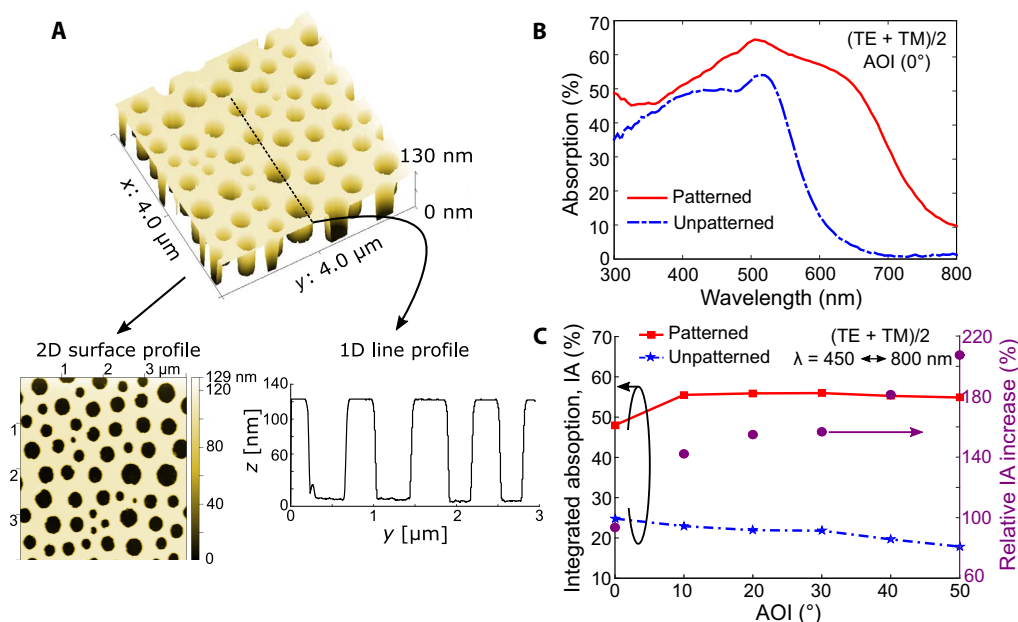 A
130 nm
0 nm
x: 4.0 µm
y: 4.0 µm
2D surface profile
1 2 3 µm
129 nm
120
80
40
0
1
2
3
1D line profile
z [nm]
120
80
40
0
0 1 2 3
y [µm]
B
(TE + TM)/2
AOI (0°)
Absorption (%)
70
60
50
40
30
20
10
0
Patterned
Unpatterned
300 400 500 600 700 800
Wavelength (nm)
C
Patterned
Unpatterned
(TE + TM)/2
λ = 450 800 nm
Integrated absoption, IA (%)
70
60
50
40
30
20
10
0 10 20 30 40 50
AOI (°)
220
180
140
100
60
Relative IA increase (%)